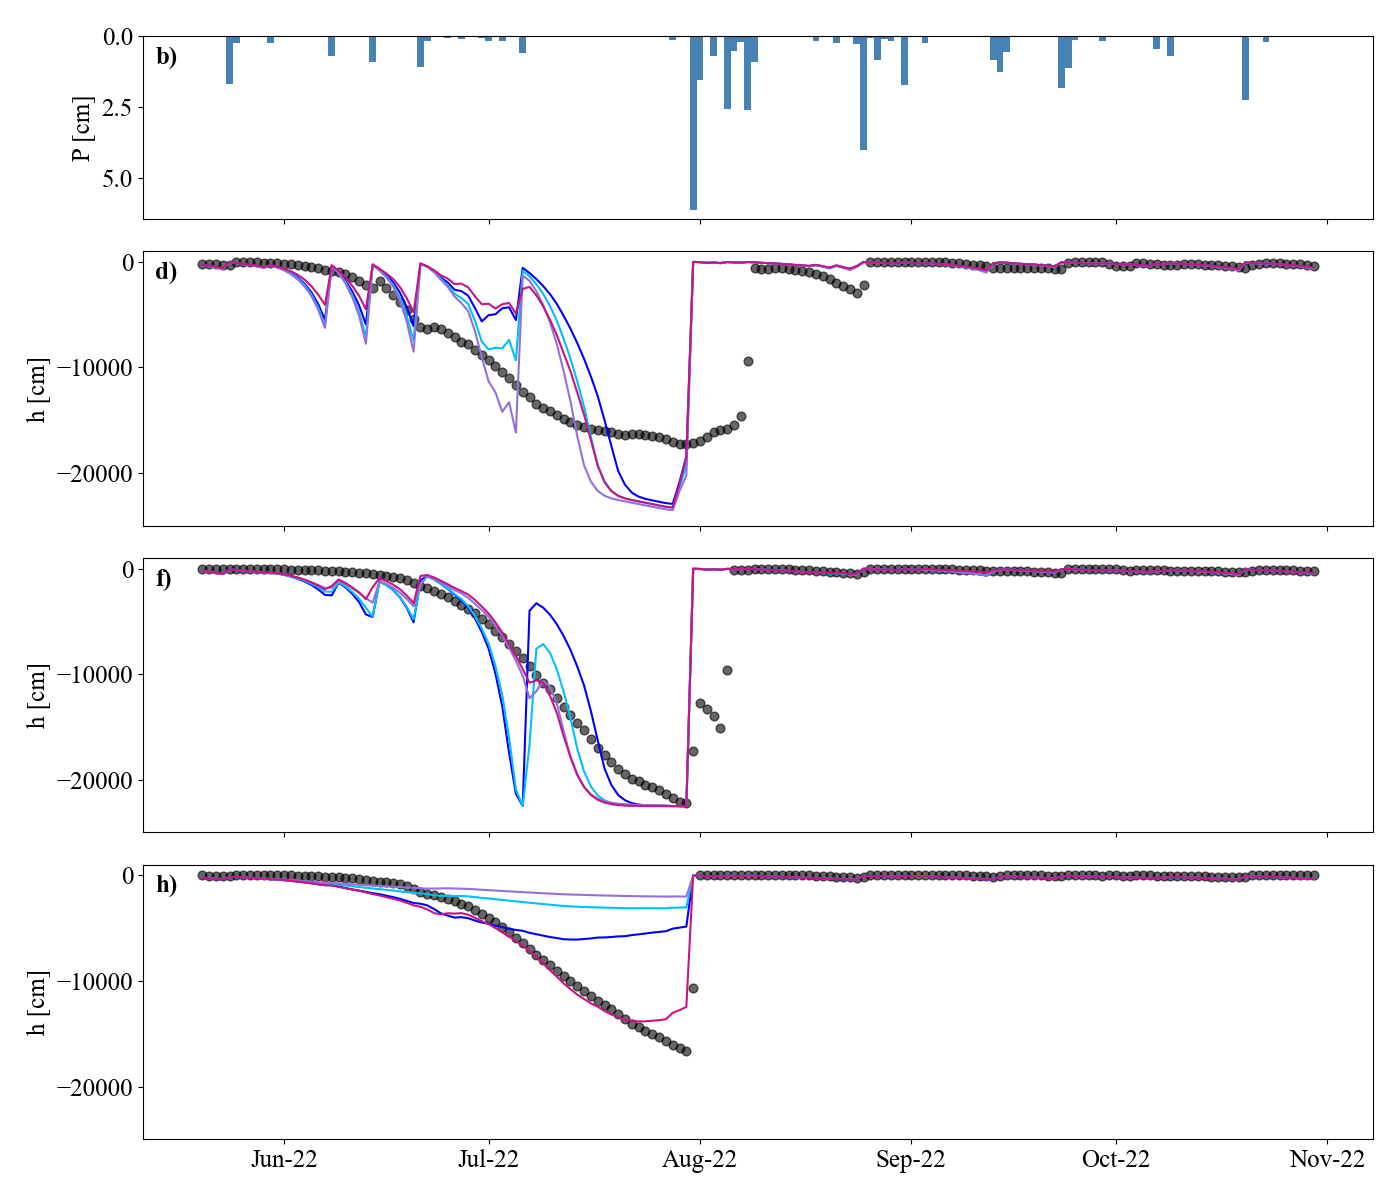 b)
0.0
2.5
5.0
P [cm]
d)
0
−10000
−20000
h [cm]
f)
0
−10000
−20000
h [cm]
h)
0
−10000
−20000
h [cm]
Jun-22 Jul-22 Aug-22 Sep-22 Oct-22 Nov-22